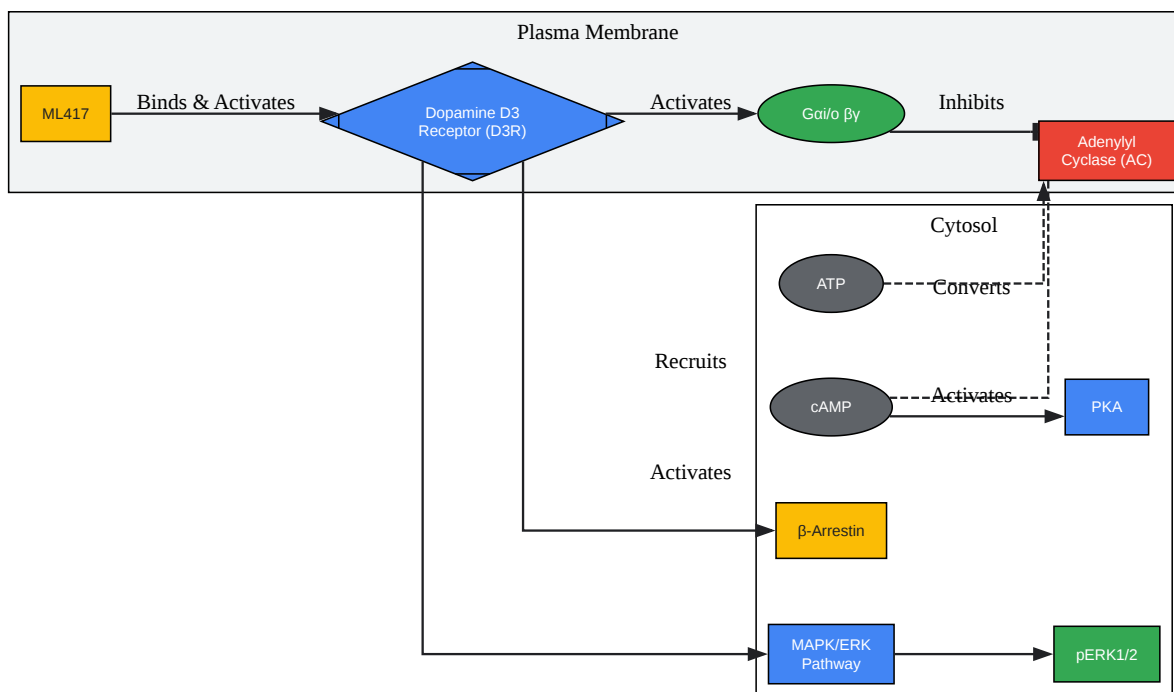 Plasma Membrane
ML417
Binds & Activates
Dopamine D3
Receptor (D3R)
Activates
Gαi/o βγ
Inhibits
Adenylyl
Cyclase (AC)
Cytosol
ATP
Converts
Recruits
cAMP
Activates
PKA
Activates
β-Arrestin
MAPK/ERK
Pathway
pERK1/2